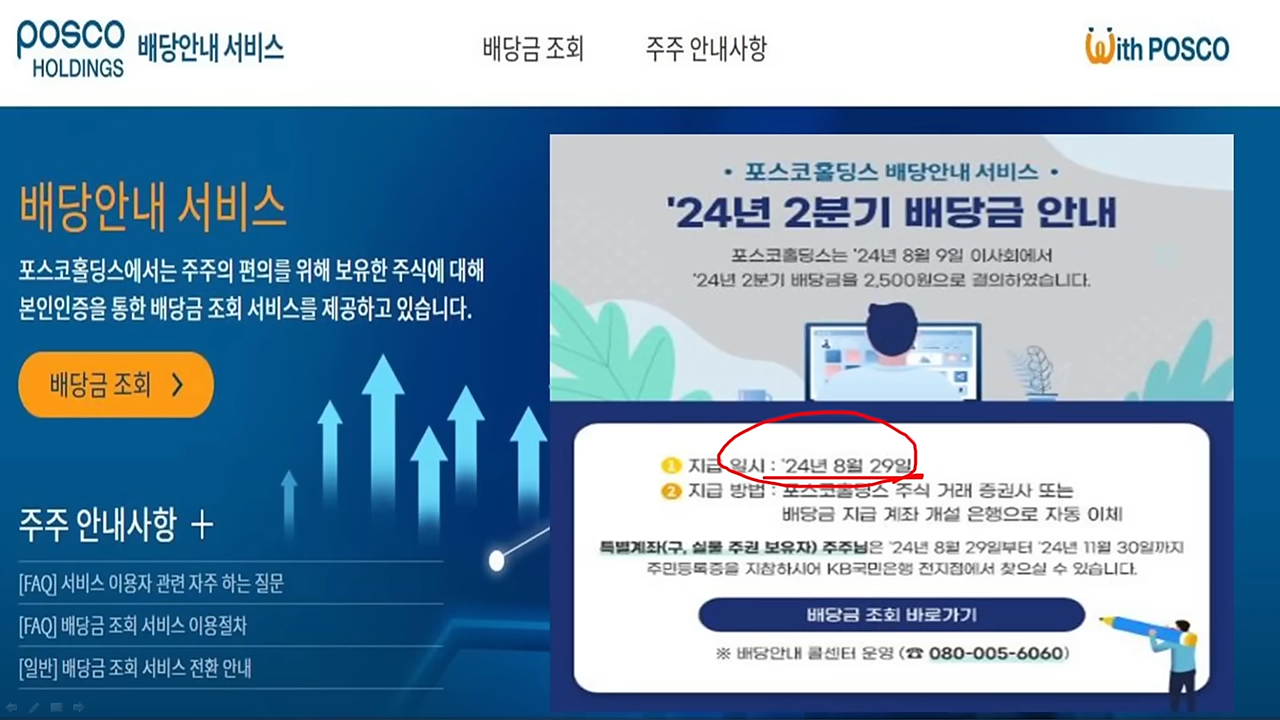 posco
HOLDINGS
배당안내 서비스
배당금 조회
주주 안내사항
With POSCO
배당안내 서비스
포스코홀딩스에서는 주주의 편의를 위해 보유한 주식에 대해
본인인증을 통한 배당금 조회 서비스를 제공하고 있습니다.
배당금 조회 >
주주 안내사항 +
[FAQ] 서비스 이용자 관련 자주 하는 질문
[FAQ] 배당금 조회 서비스 이용절차
[일반] 배당금 조회 서비스 전환 안내
• 포스코홀딩스 배당안내 서비스 •
'24년 2분기 배당금 안내
포스코홀딩스는 '24년 8월 9일 이사회에서
'24년 2분기 배당금을 2,500원으로 결의하였습니다.
1 지급 일시 : '24년 8월 29일
2 지급 방법 : 포스코홀딩스 주식 거래 증권사 또는
배당금 지급 계좌 개설 은행으로 자동 이체
특별계좌(구, 실물 주권 보유자) 주주님은 '24년 8월 29일부터 '24년 11월 30일까지
주민등록증을 지참하시어 KB국민은행 전지점에서 찾으실 수 있습니다.
배당금 조회 바로가기
※ 배당안내 콜센터 운영 (☎ 080-005-6060)